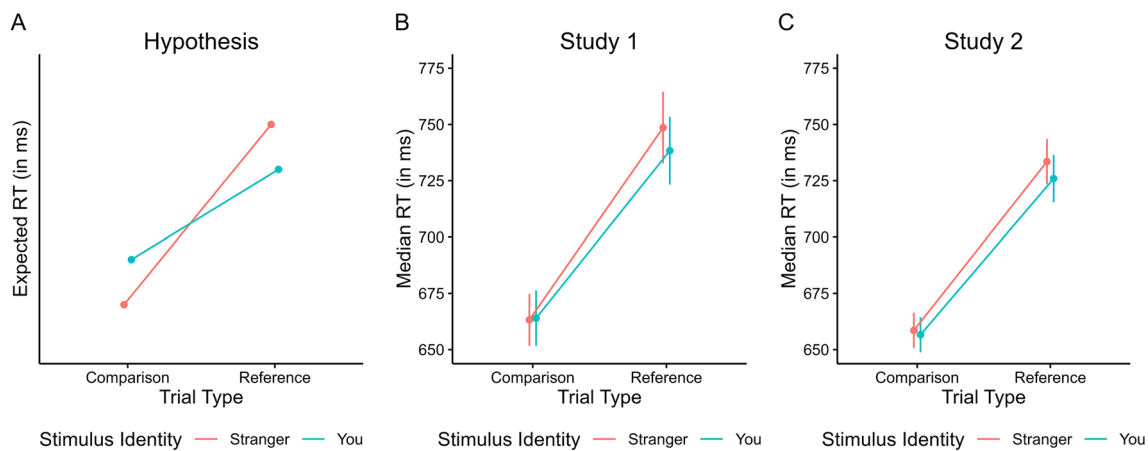 A
Hypothesis
Expected RT (in ms)
Comparison
Reference
Trial Type
Stimulus Identity
Stranger
You
B
Study 1
Median RT (in ms)
775
750
725
700
675
650
Comparison
Reference
Trial Type
Stimulus Identity
Stranger
You
C
Study 2
Median RT (in ms)
775
750
725
700
675
650
Comparison
Reference
Trial Type
Stimulus Identity
Stranger
You